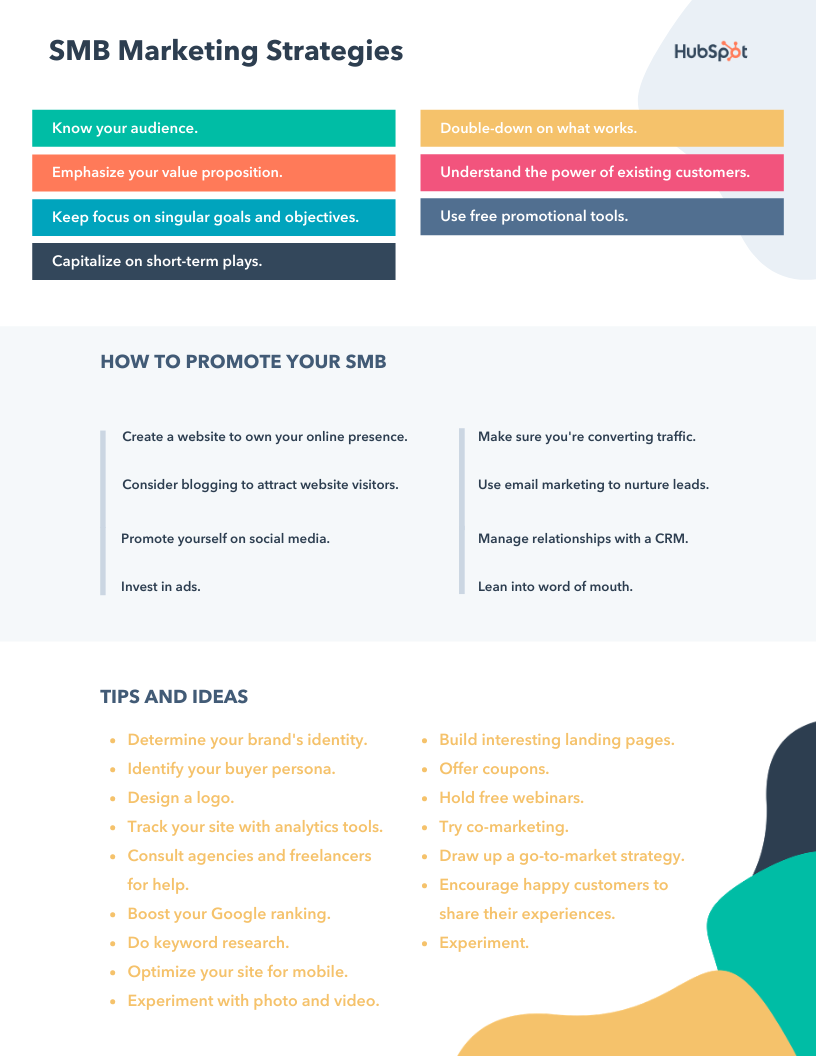 SMB Marketing Strategies
HubSpot
Know your audience.
Emphasize your value proposition.
Keep focus on singular goals and objectives.
Capitalize on short-term plays.
Double-down on what works.
Understand the power of existing customers.
Use free promotional tools.
HOW TO PROMOTE YOUR SMB
Create a website to own your online presence.
Consider blogging to attract website visitors.
Promote yourself on social media.
Invest in ads.
Make sure you're converting traffic.
Use email marketing to nurture leads.
Manage relationships with a CRM.
Lean into word of mouth.
TIPS AND IDEAS
• Determine your brand's identity.
• Identify your buyer persona.
• Design a logo.
• Track your site with analytics tools.
• Consult agencies and freelancers
for help.
• Boost your Google ranking.
• Do keyword research.
• Optimize your site for mobile.
• Experiment with photo and video.
• Build interesting landing pages.
• Offer coupons.
• Hold free webinars.
• Try co-marketing.
• Draw up a go-to-market strategy.
• Encourage happy customers to
share their experiences.
• Experiment.